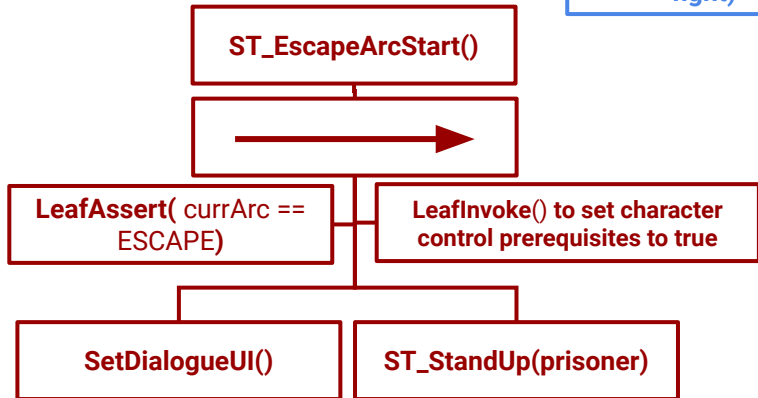 ST_EscapeArcStart()
LeafAssert( currArc ==
ESCAPE)
LeafInvoke() to set character
control prerequisites to true
SetDialogueUI()
ST_StandUp(prisoner)